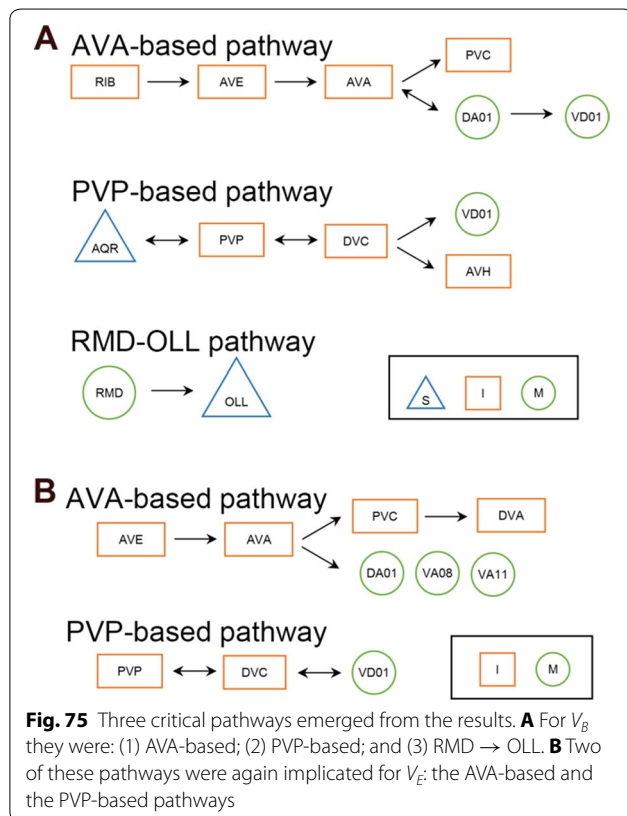 A
AVA-based pathway
RIB AVE AVA PVC
DA01 VD01
PVP-based pathway
AQR PVP DVC VD01
AVH
RMD-OLL pathway
RMD OLL
S I M
B
AVA-based pathway
AVE AVA PVC DVA
DA01 VA08 VA11
PVP-based pathway
PVP DVC VD01
I M
Fig. 75 Three critical pathways emerged from the results. A For V_B
they were: (1) AVA-based; (2) PVP-based; and (3) RMD → OLL. B Two
of these pathways were again implicated for V_E: the AVA-based and
the PVP-based pathways